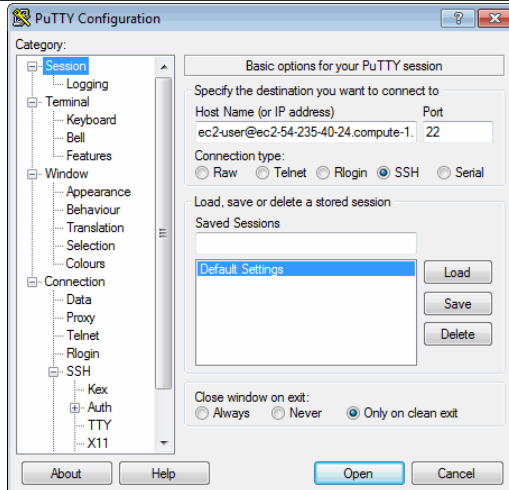 PuTTY Configuration
Category:
Session
Logging
Terminal
Keyboard
Bell
Features
Window
Appearance
Behaviour
Translation
Selection
Colours
Connection
Data
Proxy
Telnet
Rlogin
SSH
Kex
Auth
TTY
X11
Basic options for your PuTTY session
Specify the destination you want to connect to
Host Name (or IP address) Port
ec2-user@ec2-54-235-40-24.compute-1. 22
Connection type:
Raw Telnet Rlogin SSH Serial
Load, save or delete a stored session
Saved Sessions
Default Settings
Load
Save
Delete
Close window on exit:
Always Never Only on clean exit
About Help Open Cancel